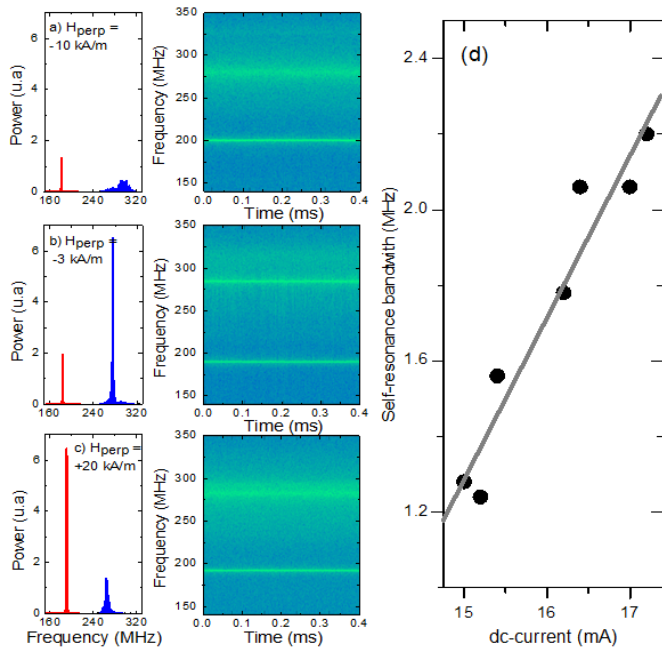 a) Hperp =
-10 kA/m
Power (u.a)
6
4
2
0
160 240 320
Frequency (MHz)
350
300
250
200
150
0.0 0.1 0.2 0.3 0.4
Time (ms)
b) Hperp =
-3 kA/m
Power (u.a)
6
4
2
0
160 240 320
Frequency (MHz)
350
300
250
200
150
0.0 0.1 0.2 0.3 0.4
Time (ms)
c) Hperp =
+20 kA/m
Power (u.a)
6
4
2
0
160 240 320
Frequency (MHz)
Frequency (MHz)
350
300
250
200
150
0.0 0.1 0.2 0.3 0.4
Time (ms)
(d)
Self-resonance bandwith (MHz)
2.4
2.0
1.6
1.2
15 16 17
dc-current (mA)